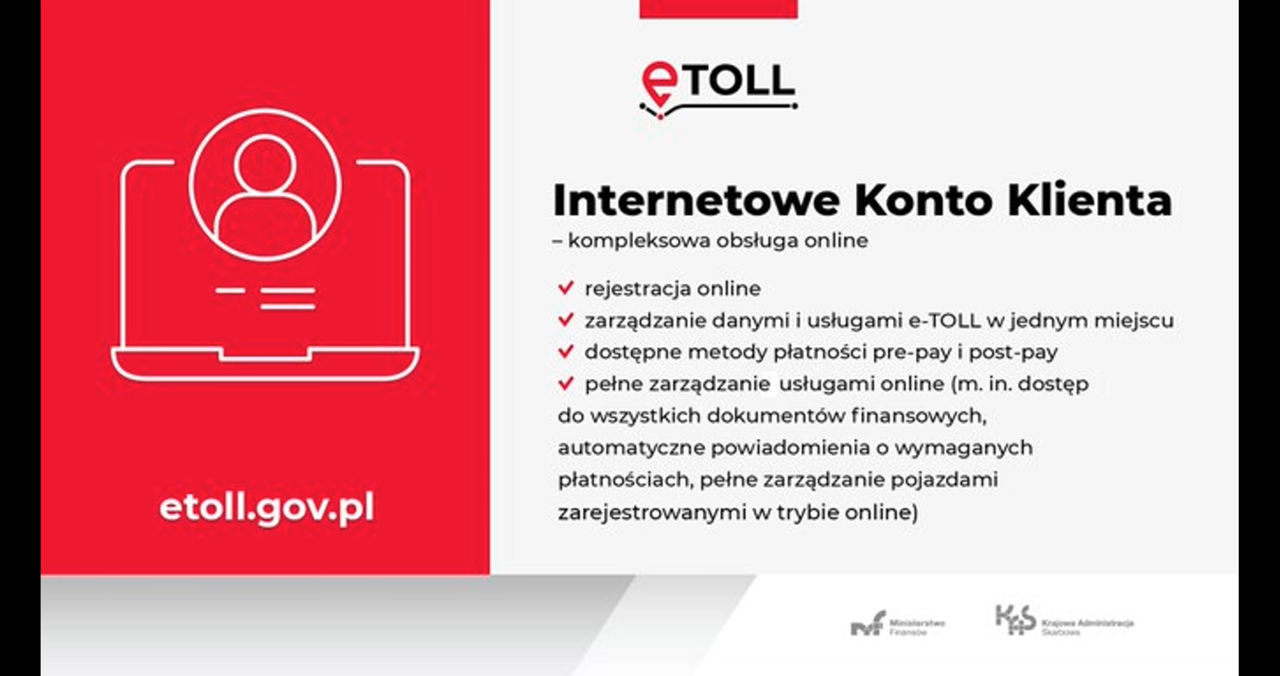 eTOLL
Internetowe Konto Klienta
– kompleksowa obsługa online
rejestracja online
zarządzanie danymi i usługami e-TOLL w jednym miejscu
dostępne metody płatności pre-pay i post-pay
pełne zarządzanie usługami online (m. in. dostęp
do wszystkich dokumentów finansowych,
automatyczne powiadomienia o wymaganych
płatnościach, pełne zarządzanie pojazdami
zarejestrowanymi w trybie online)
etoll.gov.pl
Ministerstwo
Finansów
KAS
Krajowa Administracja
Skarbowa